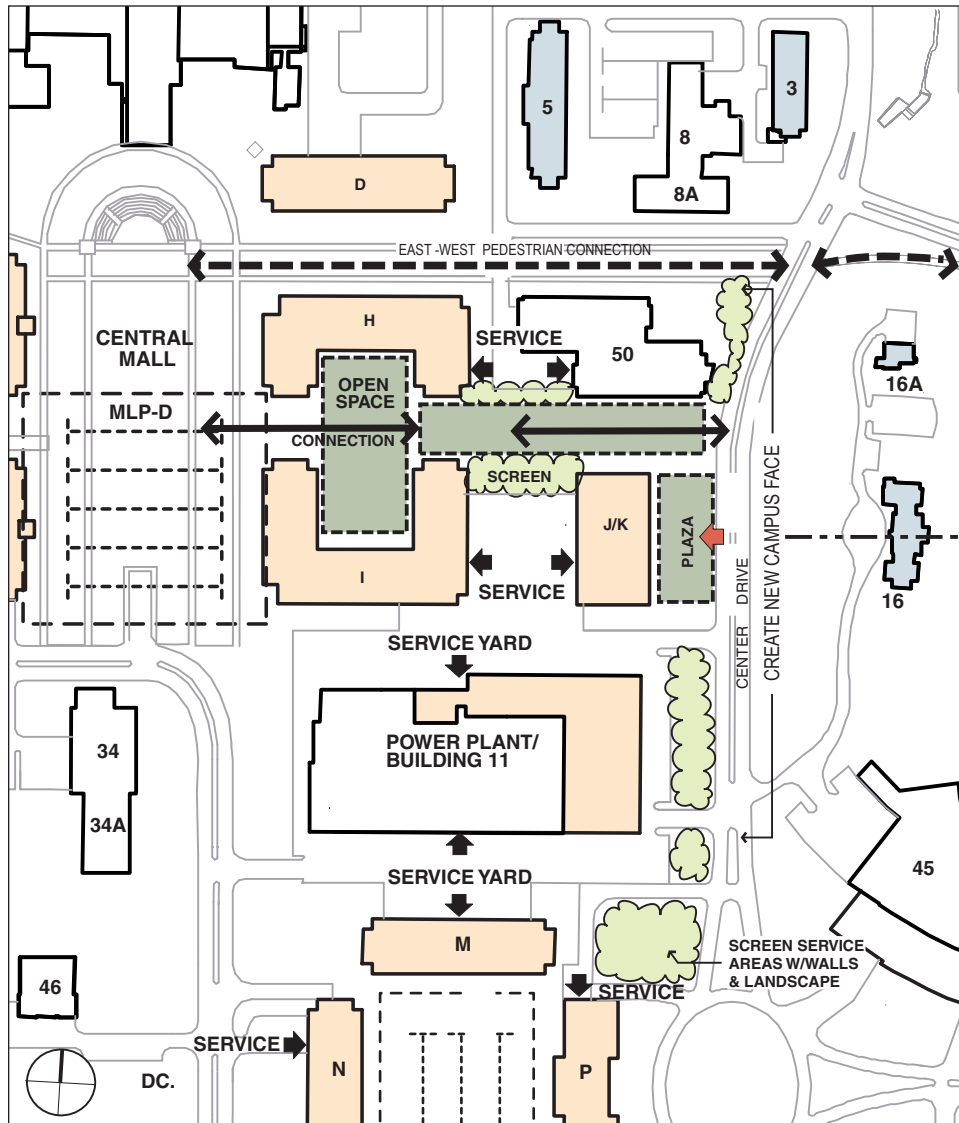 5
3
8
8A
D
EAST -WEST PEDESTRIAN CONNECTION
H
CENTRAL
MALL
SERVICE
50
16A
OPEN
SPACE
MLP-D
CONNECTION
SCREEN
J/K
PLAZA
CENTER DRIVE
CREATE NEW CAMPUS FACE
I
SERVICE
16
SERVICE YARD
34
POWER PLANT/
BUILDING 11
34A
45
SERVICE YARD
M
SCREEN SERVICE
AREAS W/WALLS
& LANDSCAPE
46
SERVICE
SERVICE
N
P
DC.